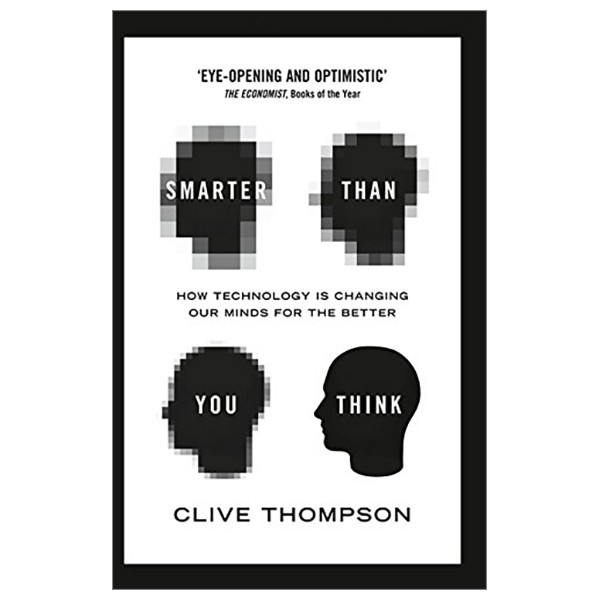 ‘EYE-OPENING AND OPTIMISTIC’
THE ECONOMIST, Books of the Year
SMARTER THAN
HOW TECHNOLOGY IS CHANGING
OUR MINDS FOR THE BETTER
YOU THINK
CLIVE THOMPSON